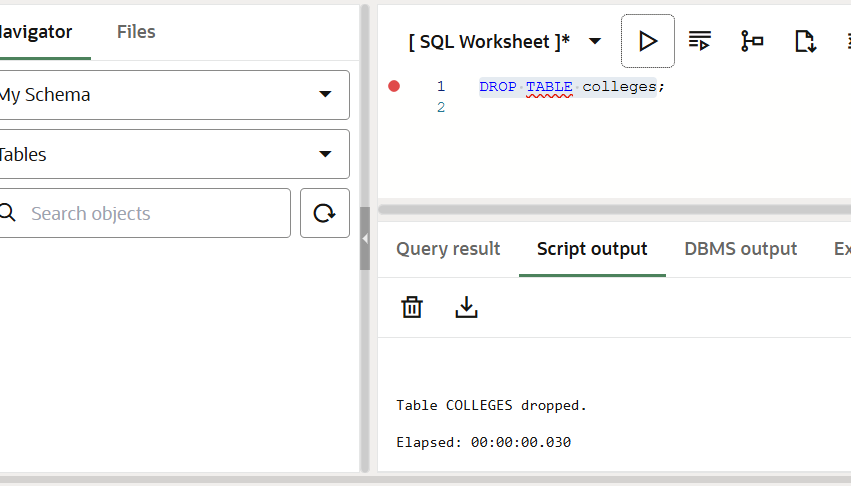 Navigator Files
My Schema
Tables
Search objects
[ SQL Worksheet ]*
1 DROP TABLE colleges;
2
Query result Script output DBMS output Ex
Table COLLEGES dropped.
Elapsed: 00:00:00.030